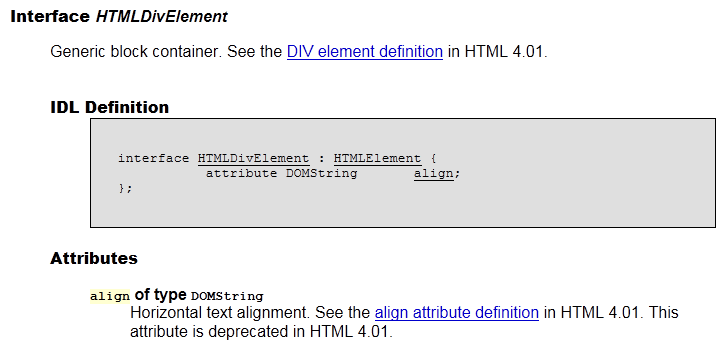 Interface HTMLDivElement
Generic block container. See the DIV element definition in HTML 4.01.
IDL Definition
interface HTMLDivElement : HTMLElement {
attribute DOMString align;
};
Attributes
align of type DOMString
Horizontal text alignment. See the align attribute definition in HTML 4.01. This
attribute is deprecated in HTML 4.01.